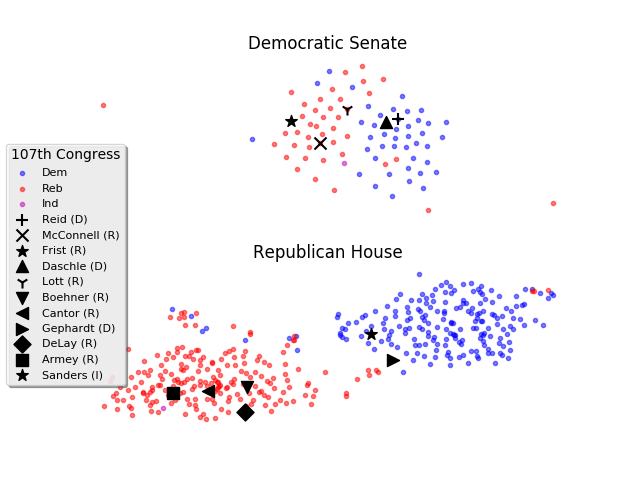 Democratic Senate
107th Congress
Dem
Reb
Ind
Reid (D)
McConnell (R)
Frist (R)
Daschle (D)
Lott (R)
Boehner (R)
Cantor (R)
Gephardt (D)
DeLay (R)
Armey (R)
Sanders (I)
Republican House